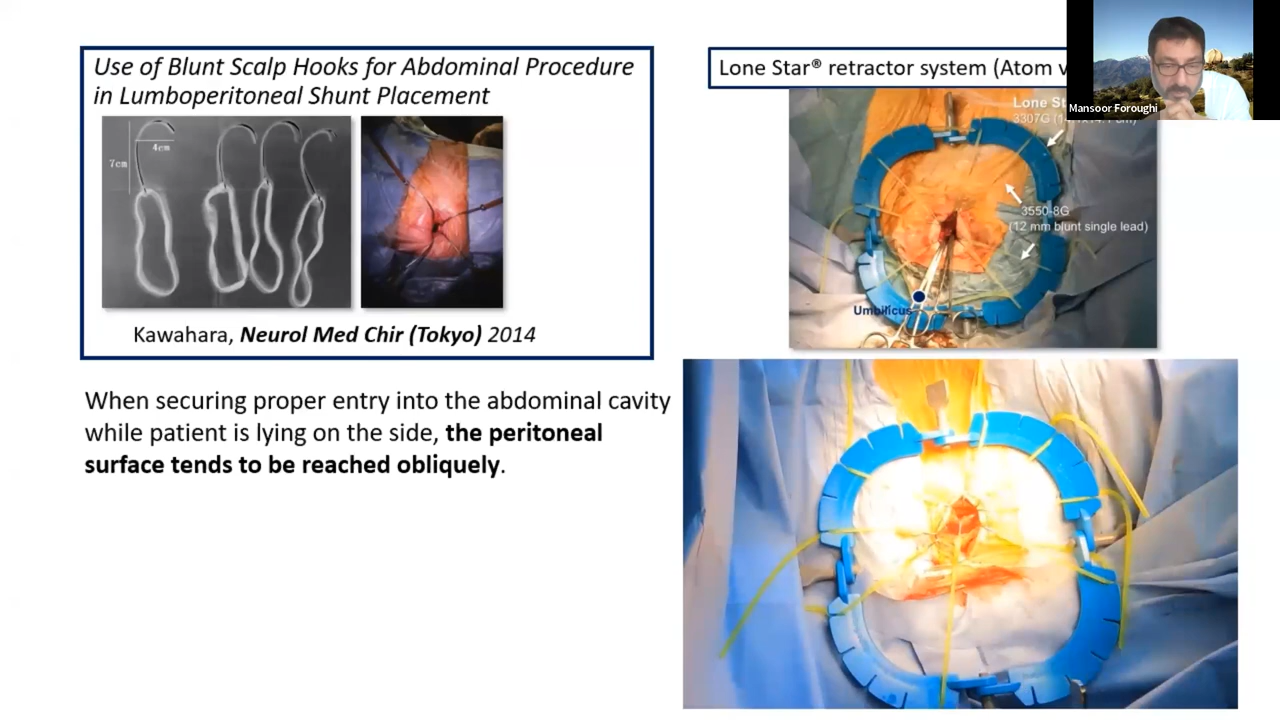 Use of Blunt Scalp Hooks for Abdominal Procedure
in Lumboperitoneal Shunt Placement
7cm
4cm
Kawahara, Neurol Med Chir (Tokyo) 2014
When securing proper entry into the abdominal cavity
while patient is lying on the side, the peritoneal
surface tends to be reached obliquely.
Lone Star® retractor system (Atom
Lone
3307G
3550-8G
(12 mm blunt single lead)
Umbilicus
Mansoor Foroughi